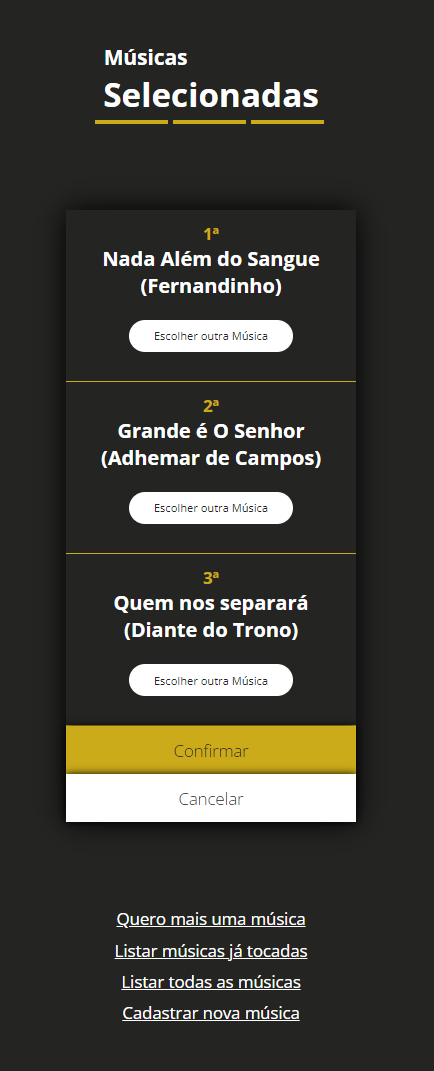 Músicas
Selecionadas
1ª
Nada Além do Sangue
(Fernandinho)
Escolher outra Música
2ª
Grande é O Senhor
(Adhemar de Campos)
Escolher outra Música
3ª
Quem nos separará
(Diante do Trono)
Escolher outra Música
Confirmar
Cancelar
Quero mais uma música
Listar músicas já tocadas
Listar todas as músicas
Cadastrar nova música